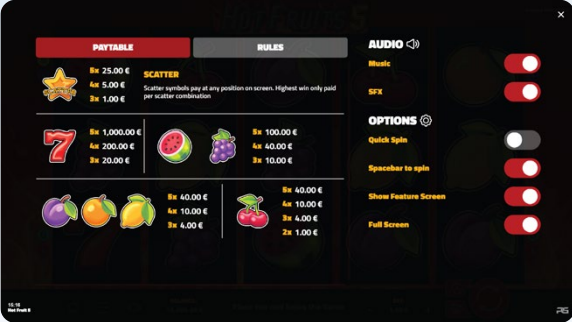 PAYTABLE
RULES
5x 25.00 €
4x 5.00 €
3x 1.00 €
SCATTER
Scatter symbols pay at any position on screen. Highest win only paid
per scatter combination
5x 1,000.00 €
4x 200.00 €
3x 20.00 €
5x 100.00 €
4x 40.00 €
3x 10.00 €
5x 40.00 €
4x 10.00 €
3x 4.00 €
5x 40.00 €
4x 10.00 €
3x 4.00 €
2x 1.00 €
AUDIO
Music
SFX
OPTIONS
Quick Spin
Spacebar to spin
Show Feature Screen
Full Screen
Hot Fruit 5